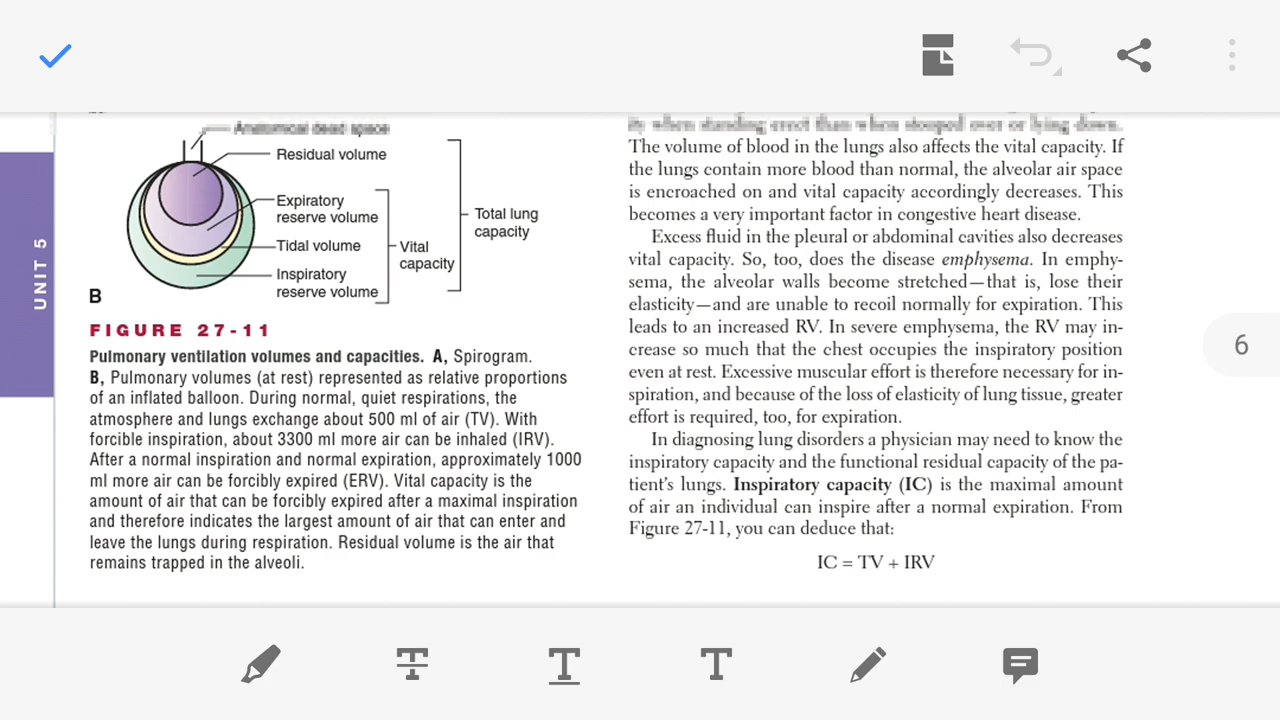 Anatomical dead space
Residual volume
Expiratory
reserve volume
Tidal volume
Inspiratory
reserve volume
Vital
capacity
Total lung
capacity
B
UNIT 5
FIGURE 27-11
Pulmonary ventilation volumes and capacities. A, Spirogram.
B, Pulmonary volumes (at rest) represented as relative proportions
of an inflated balloon. During normal, quiet respirations, the
atmosphere and lungs exchange about 500 ml of air (TV). With
forcible inspiration, about 3300 ml more air can be inhaled (IRV).
After a normal inspiration and normal expiration, approximately 1000
ml more air can be forcibly expired (ERV). Vital capacity is the
amount of air that can be forcibly expired after a maximal inspiration
and therefore indicates the largest amount of air that can enter and
leave the lungs during respiration. Residual volume is the air that
remains trapped in the alveoli.
by when standing erect than when stooped over or lying down.
The volume of blood in the lungs also affects the vital capacity. If
the lungs contain more blood than normal, the alveolar air space
is encroached on and vital capacity accordingly decreases. This
becomes a very important factor in congestive heart disease.
Excess fluid in the pleural or abdominal cavities also decreases
vital capacity. So, too, does the disease emphysema. In emphy-
sema, the alveolar walls become stretched—that is, lose their
elasticity—and are unable to recoil normally for expiration. This
leads to an increased RV. In severe emphysema, the RV may in-
crease so much that the chest occupies the inspiratory position
even at rest. Excessive muscular effort is therefore necessary for in-
spiration, and because of the loss of elasticity of lung tissue, greater
effort is required, too, for expiration.
In diagnosing lung disorders a physician may need to know the
inspiratory capacity and the functional residual capacity of the pa-
tient's lungs. Inspiratory capacity (IC) is the maximal amount
of air an individual can inspire after a normal expiration. From
Figure 27-11, you can deduce that:
IC = TV + IRV
6
T
T
T